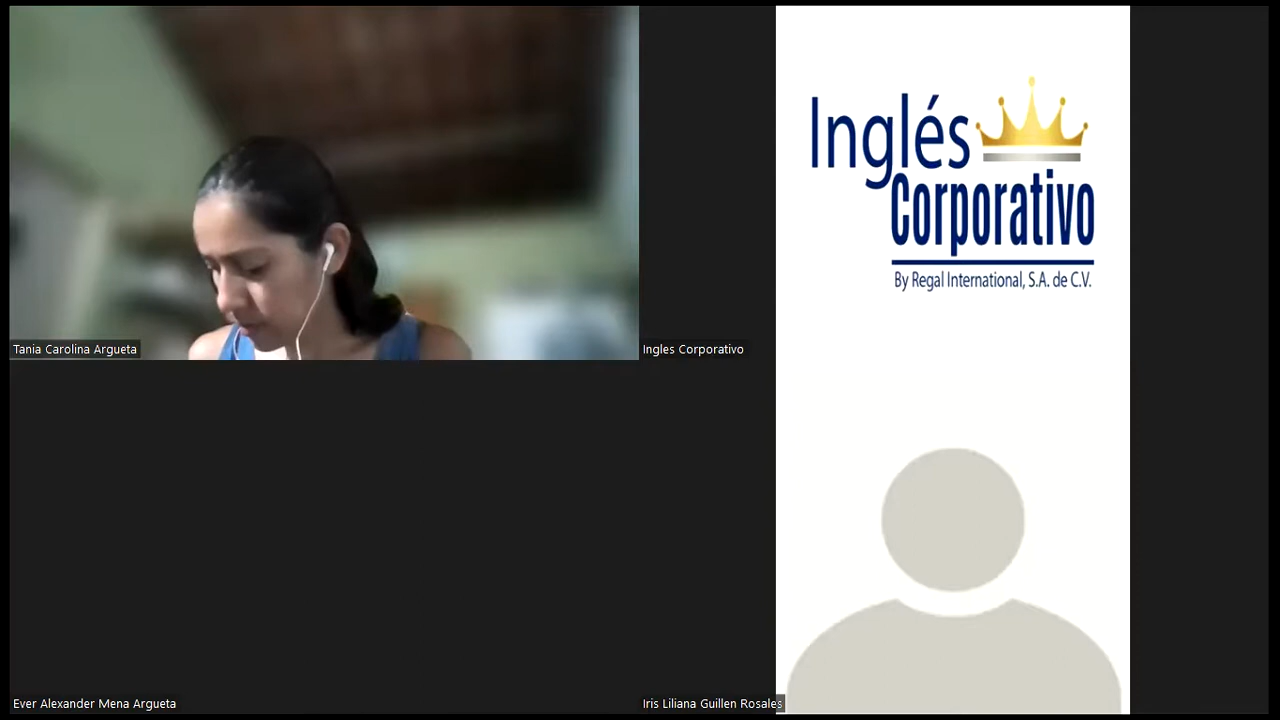 Inglés
Corporativo
By Regal International, S.A. de C.V.
Tania Carolina Argueta
Ingles Corporativo
Ever Alexander Mena Argueta
Iris Liliana Guillen Rosales